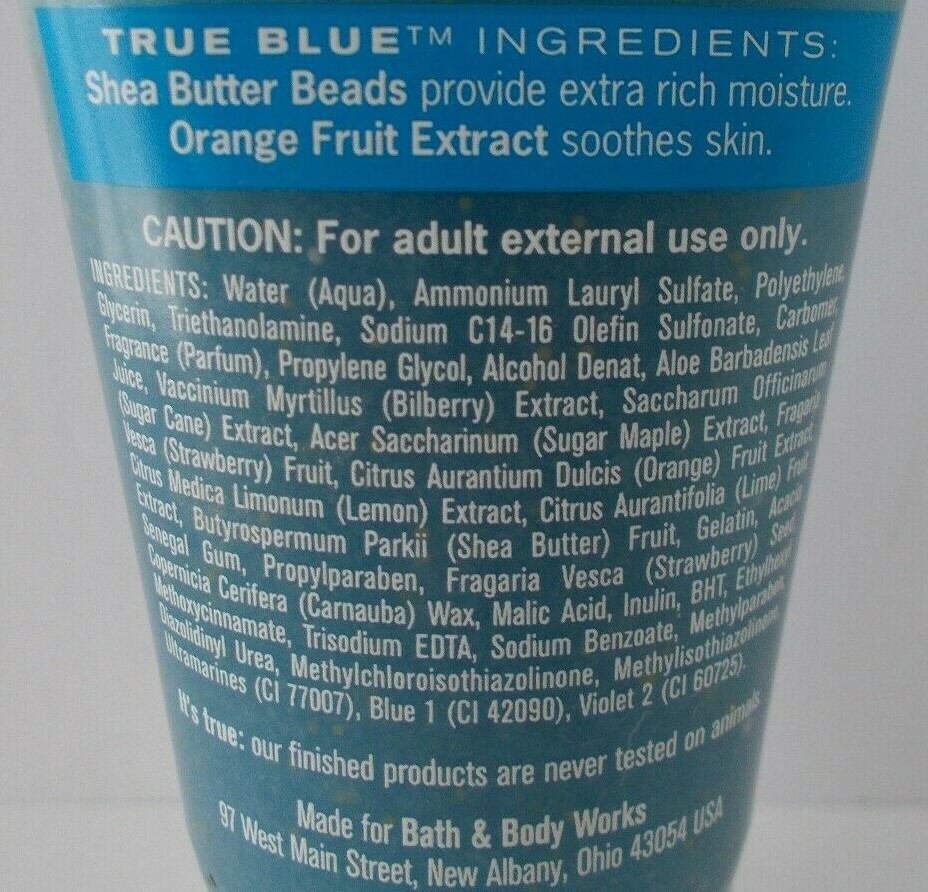 TRUE BLUE™ INGREDIENTS:
Shea Butter Beads provide extra rich moisture.
Orange Fruit Extract soothes skin.
CAUTION: For adult external use only.
INGREDIENTS: Water (Aqua), Ammonium Lauryl Sulfate, Polyethylene,
Glycerin, Triethanolamine, Sodium C14-16 Olefin Sulfonate, Carbomer,
Fragrance (Parfum), Propylene Glycol, Alcohol Denat, Aloe Barbadensis Leaf
Juice, Vaccinium Myrtillus (Bilberry) Extract, Saccharum Officinarum
(Sugar Cane) Extract, Acer Saccharinum (Sugar Maple) Extract, Fragaria
Vesca (Strawberry) Fruit, Citrus Aurantium Dulcis (Orange) Fruit Extract,
Citrus Medica Limonum (Lemon) Extract, Citrus Aurantifolia (Lime) Fruit
Extract, Butyrospermum Parkii (Shea Butter) Fruit, Gelatin, Acacia
Senegal Gum, Propylparaben, Fragaria Vesca (Strawberry) Seed,
Copernicia Cerifera (Carnauba) Wax, Malic Acid, Inulin, BHT, Ethylhexyl
Methoxycinnamate, Trisodium EDTA, Sodium Benzoate, Methylparaben,
Diazolidinyl Urea, Methylchloroisothiazolinone, Methylisothiazolinone,
Ultramarines (CI 77007), Blue 1 (CI 42090), Violet 2 (CI 60725).
It's true: our finished products are never tested on animals.
Made for Bath & Body Works
97 West Main Street, New Albany, Ohio 43054 USA